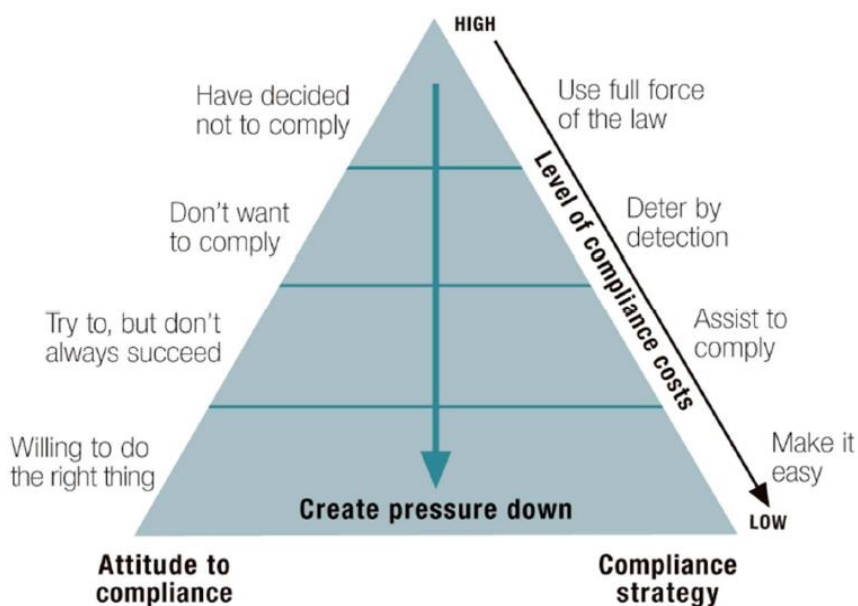 HIGH
Have decided
not to comply
Use full force
of the law
Don't want
to comply
Deter by
detection
Level of compliance costs
Try to, but don't
always succeed
Assist to
comply
Willing to do
the right thing
Make it
easy
Create pressure down
LOW
Attitude to
compliance
Compliance
strategy